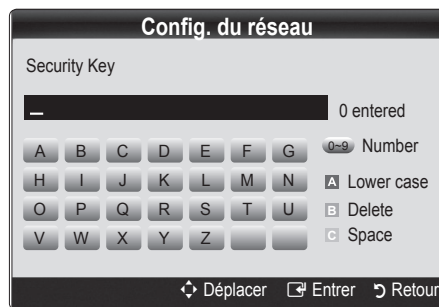 Config. du réseau
Security Key
_ 0 entered
A B C D E F G 0~9 Number
H I J K L M N A Lower case
O P Q R S T U B Delete
V W X Y Z C Space
Déplacer Entrer Retour